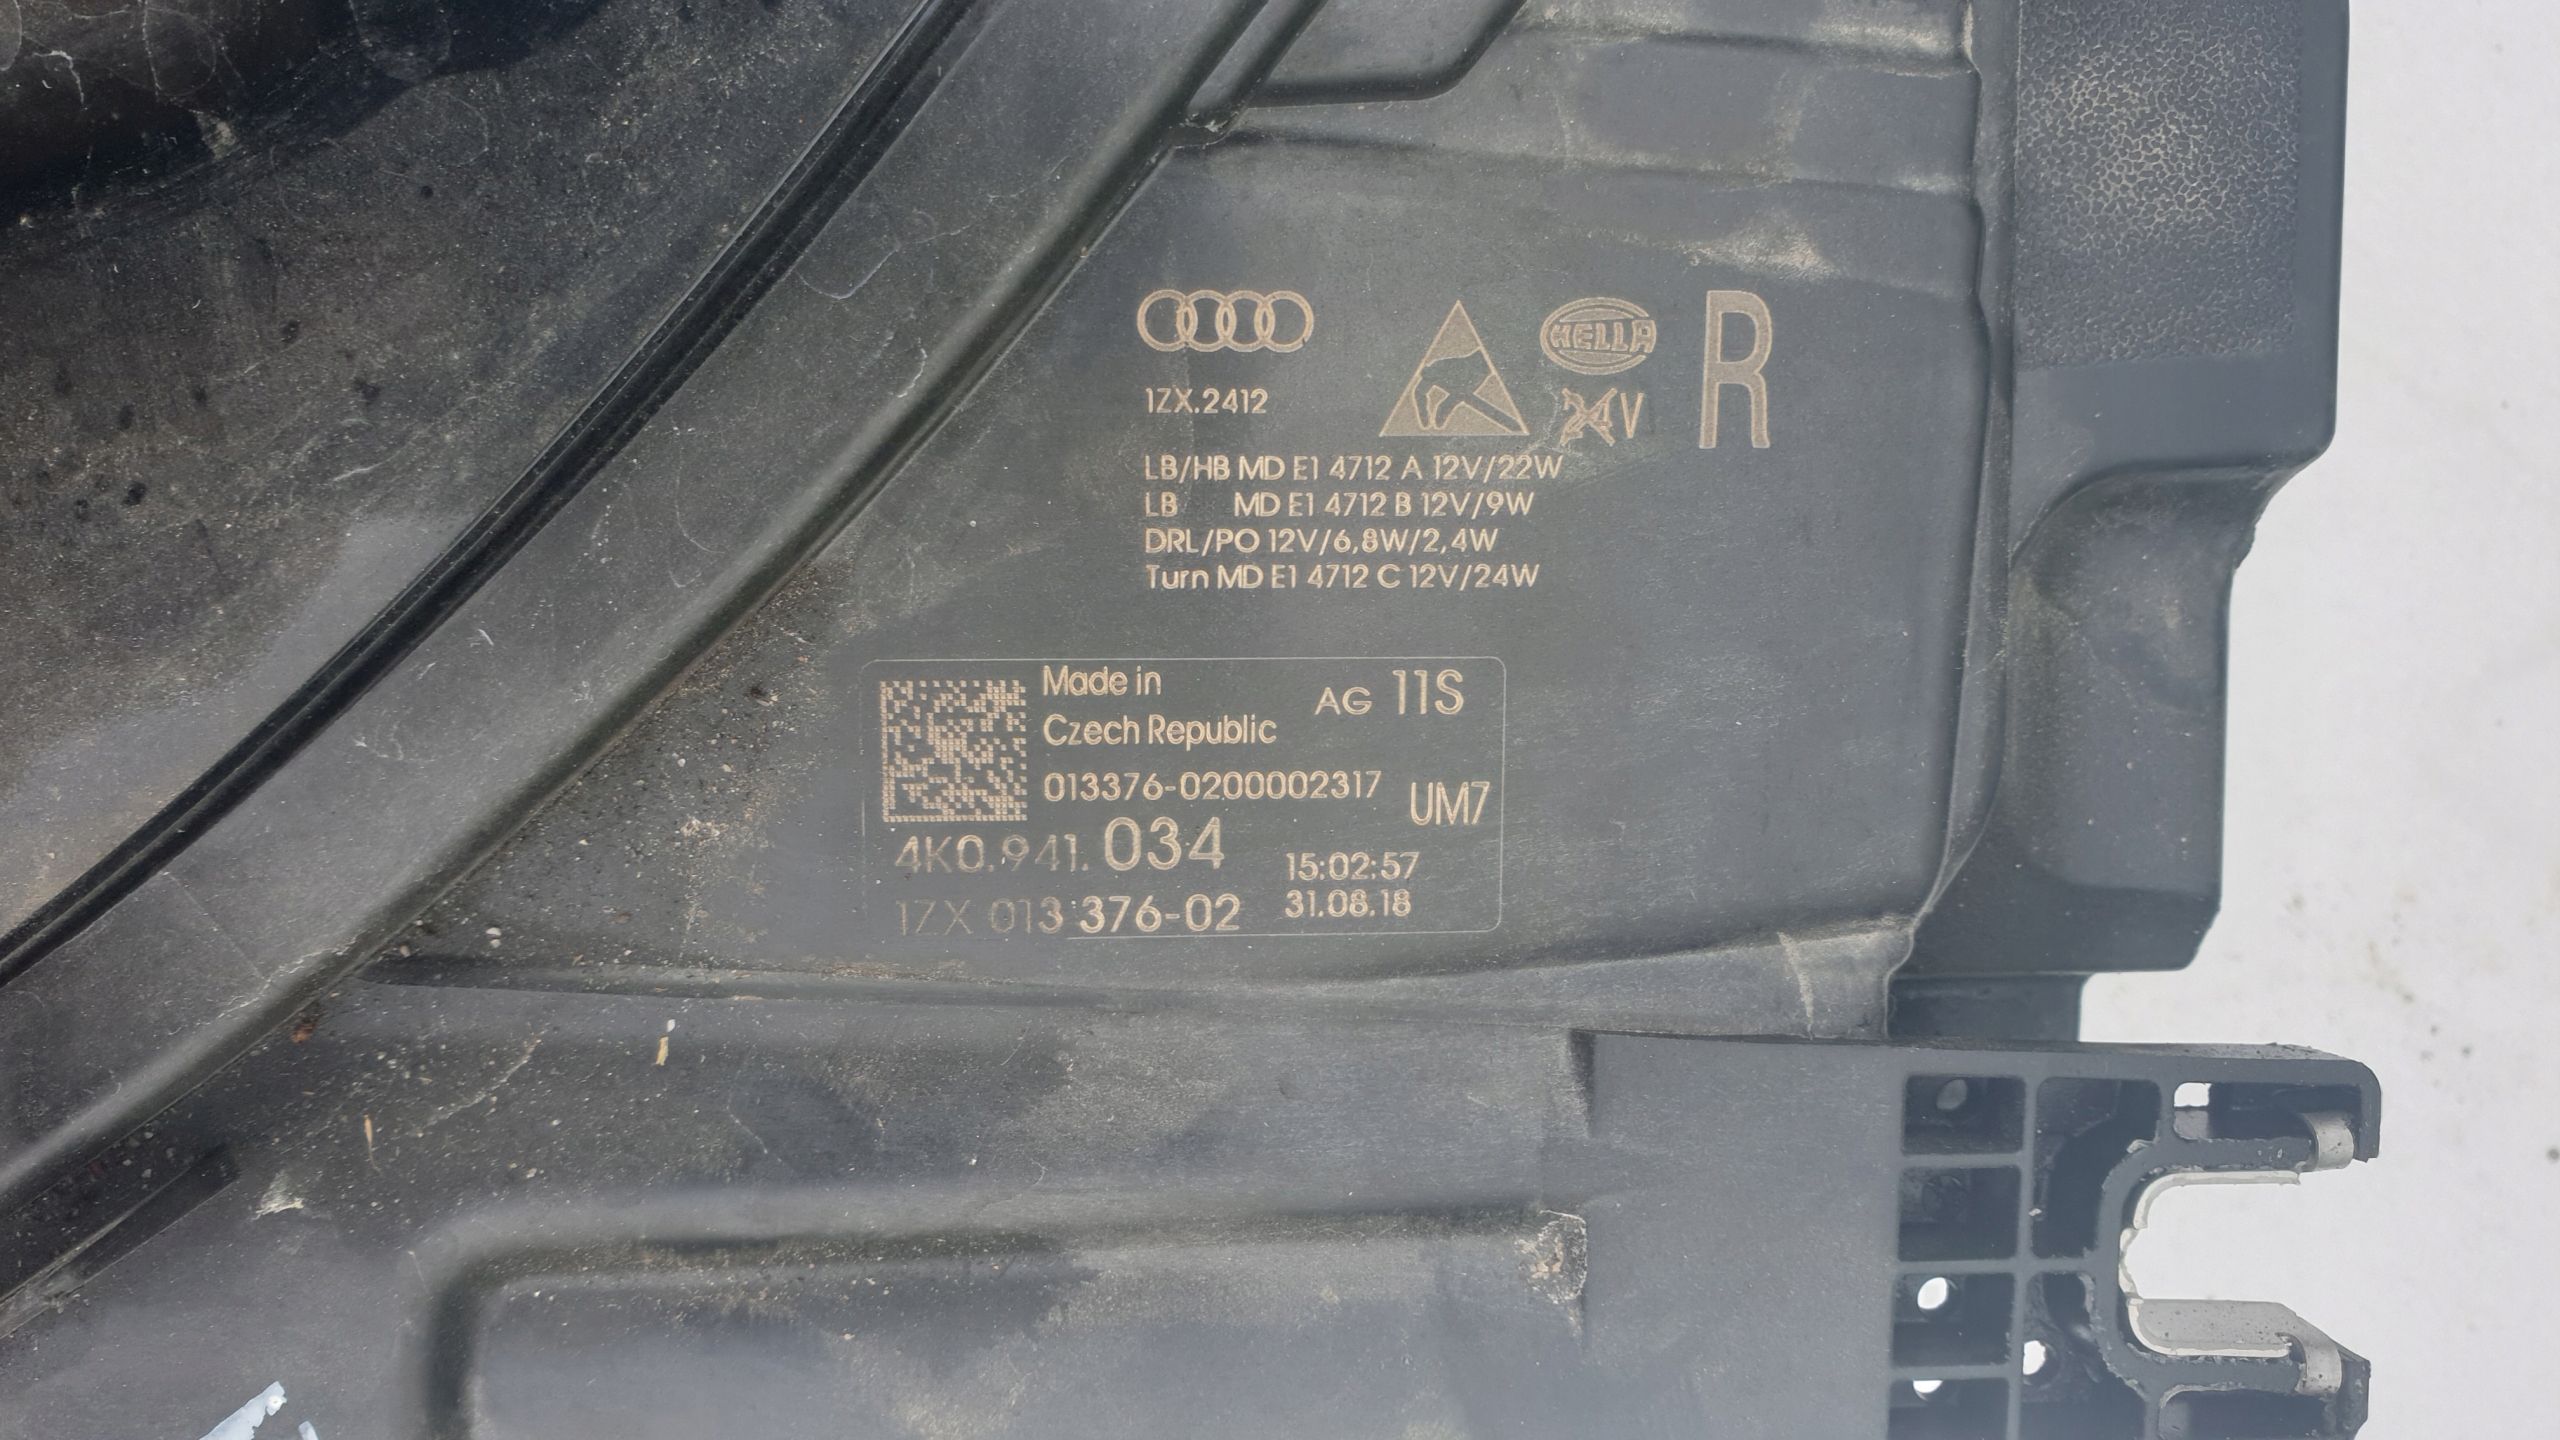 HELLA
R
1ZX.2412
24V
LB/HB MD E1 4712 A 12V/22W
LB MD E1 4712 B 12V/9W
DRL/PO 12V/6,8W/2,4W
Turn MD E1 4712 C 12V/24W
Made in
Czech Republic
AG 11S
013376-0200002317
UM7
4K0.941.034
15:02:57
1ZX 013 376-02
31.08.18